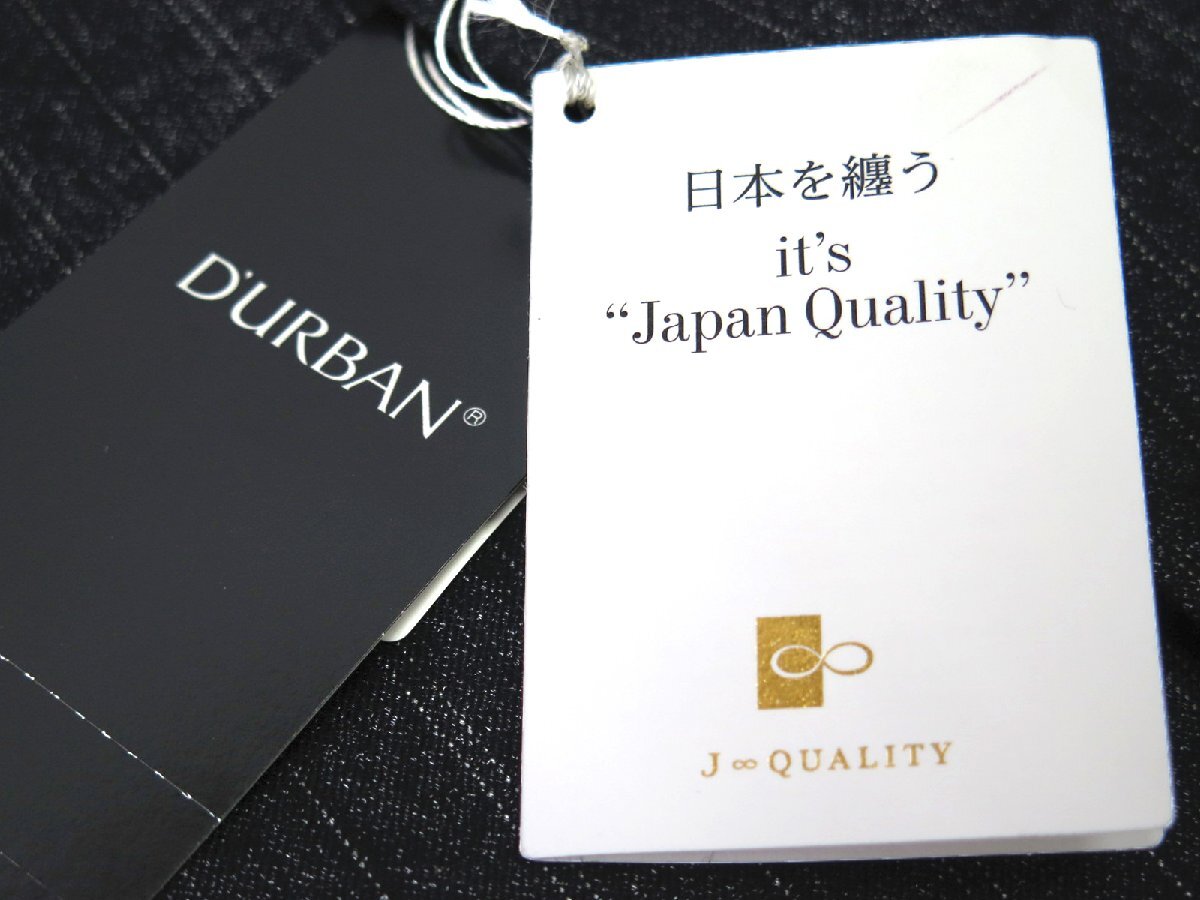 D'URBAN®
日本を纏う
it's
“Japan Quality”
J∞QUALITY